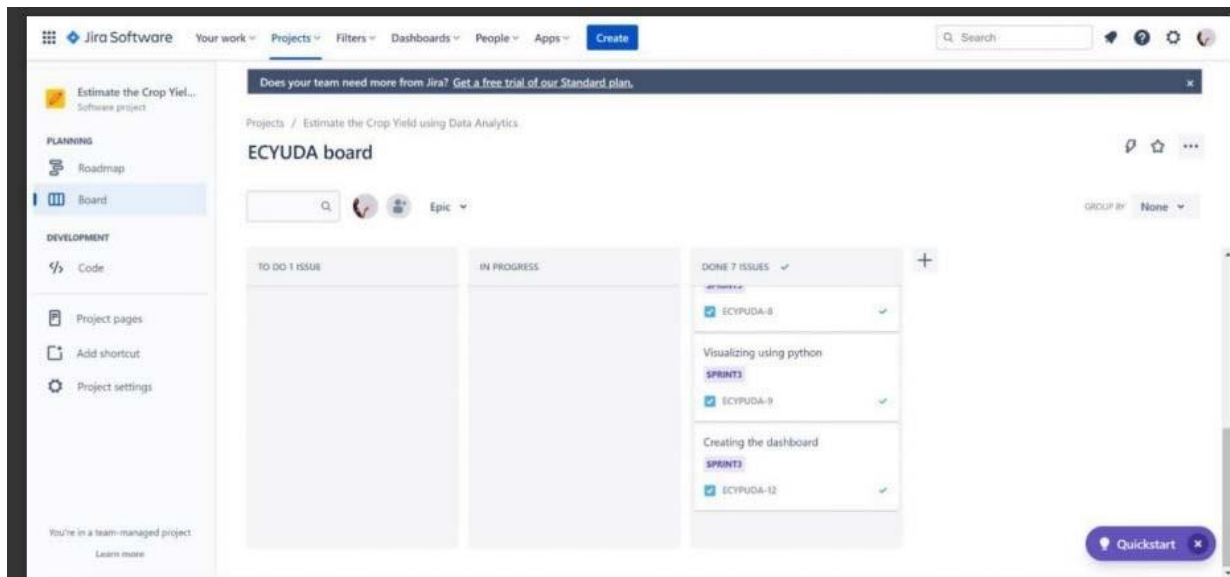 Jira Software Your work Projects Filters Dashboards People Apps Create Search
Estimate the Crop Yiel...
Software project
PLANNING
Roadmap
Board
DEVELOPMENT
Code
Project pages
Add shortcut
Project settings
You're in a team-managed project
Learn more
Does your team need more from Jira? Get a free trial of our Standard plan.
Projects / Estimate the Crop Yield using Data Analytics
ECYUDA board
Epic
GROUP BY None
TO DO 1 ISSUE
IN PROGRESS
DONE 7 ISSUES
SPRINT3
ECYPUDA-8
Visualizing using python
SPRINT3
ECYPUDA-9
Creating the dashboard
SPRINT3
ECYPUDA-12
Quickstart